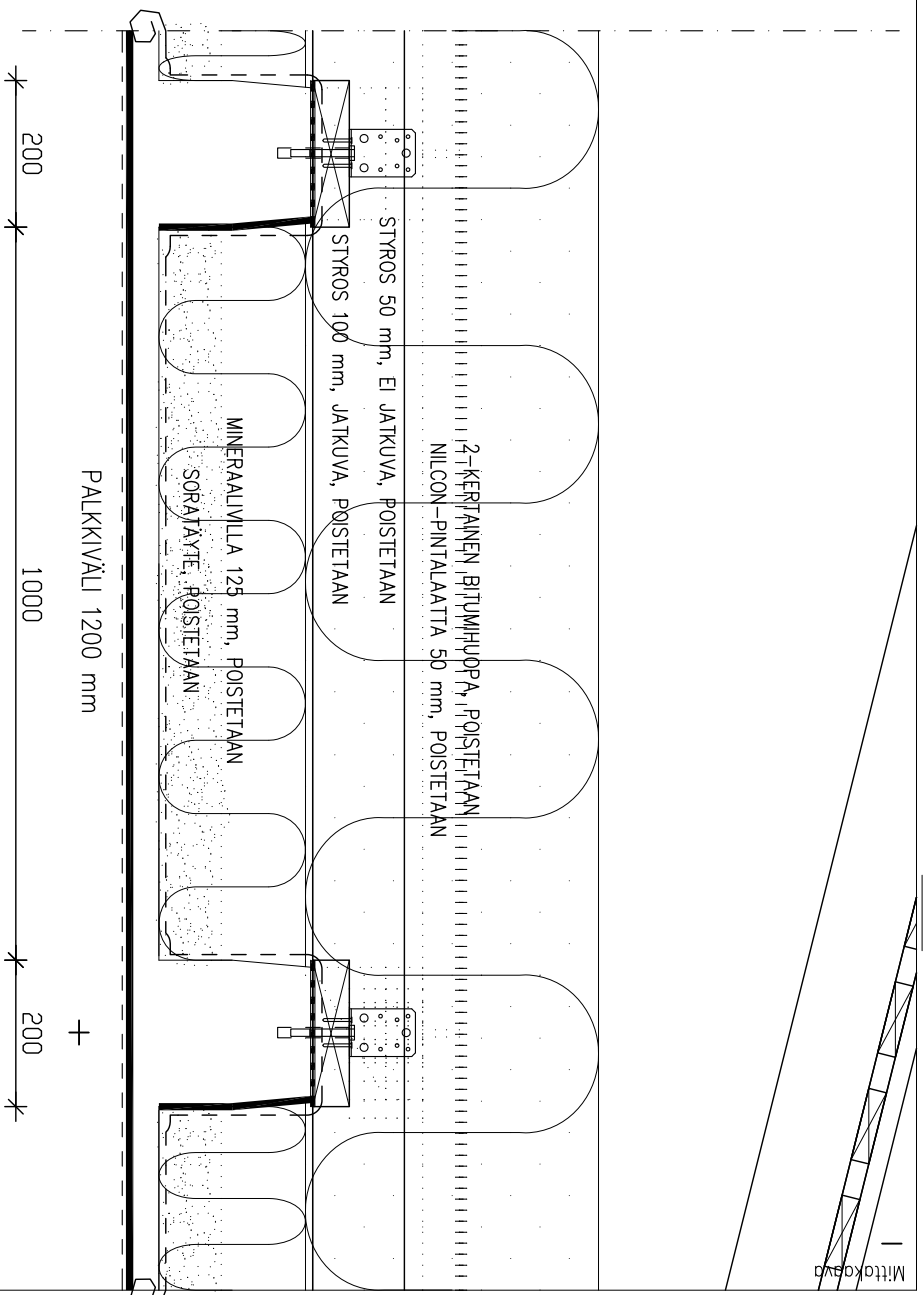 Mittakaava
2-KERTAINEN BITUMIHUOPA, POISTETAAN
NILCON-PINTALAATTA 50 mm, POISTETAAN
STYROS 50 mm, EI JATKUVA, POISTETAAN
STYROS 100 mm, JATKUVA, POISTETAAN
MINERAALIVILLA 125 mm, POISTETAAN
SORATÄYTE, POISTETAAN
PALKKIVÄLI 1200 mm
200
1000
200